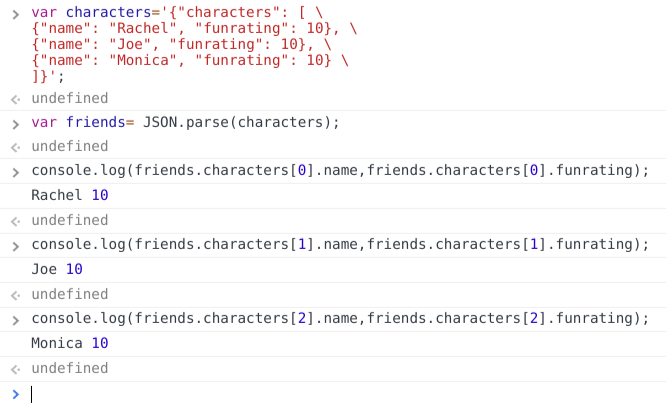 var characters='{"characters": [ \
{"name": "Rachel", "funrating": 10}, \
{"name": "Joe", "funrating": 10}, \
{"name": "Monica", "funrating": 10} \
]}';
undefined
var friends= JSON.parse(characters);
undefined
console.log(friends.characters[0].name,friends.characters[0].funrating);
Rachel 10
undefined
console.log(friends.characters[1].name,friends.characters[1].funrating);
Joe 10
undefined
console.log(friends.characters[2].name,friends.characters[2].funrating);
Monica 10
undefined